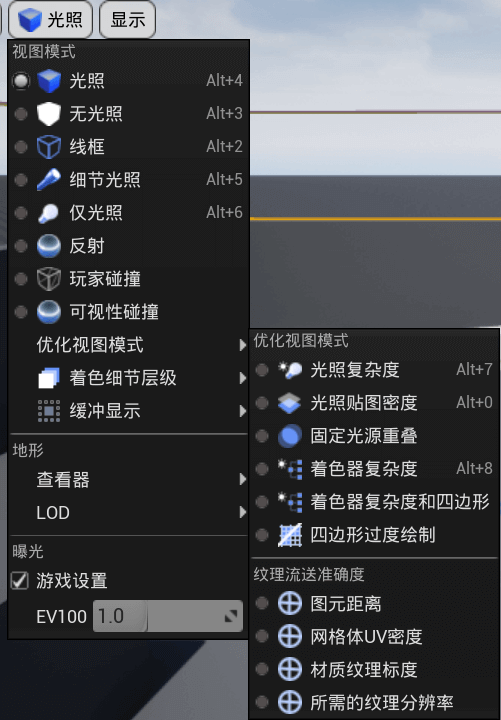 光照 显示
视图模式
光照 Alt+4
无光照 Alt+3
线框 Alt+2
细节光照 Alt+5
仅光照 Alt+6
反射
玩家碰撞
可视性碰撞
优化视图模式
着色细节层级
缓冲显示
地形
查看器
LOD
曝光
游戏设置
EV100 1.0
优化视图模式
光照复杂度 Alt+7
光照贴图密度 Alt+0
固定光源重叠
着色器复杂度 Alt+8
着色器复杂度和四边形
四边形过度绘制
纹理流送准确度
图元距离
网格体UV密度
材质纹理标度
所需的纹理分辨率